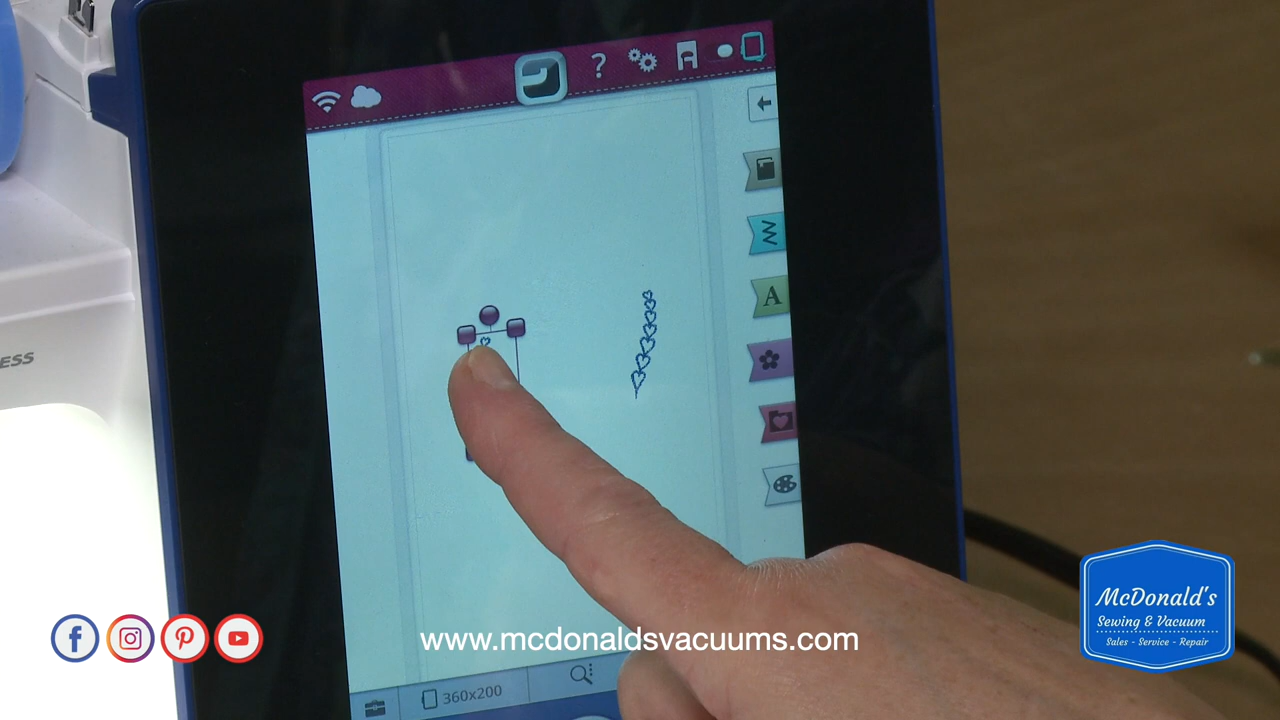 ?
A
ESS
360x200
www.mcdonaldsvacuums.com
McDonald's
Sewing & Vacuum
Sales - Service - Repair